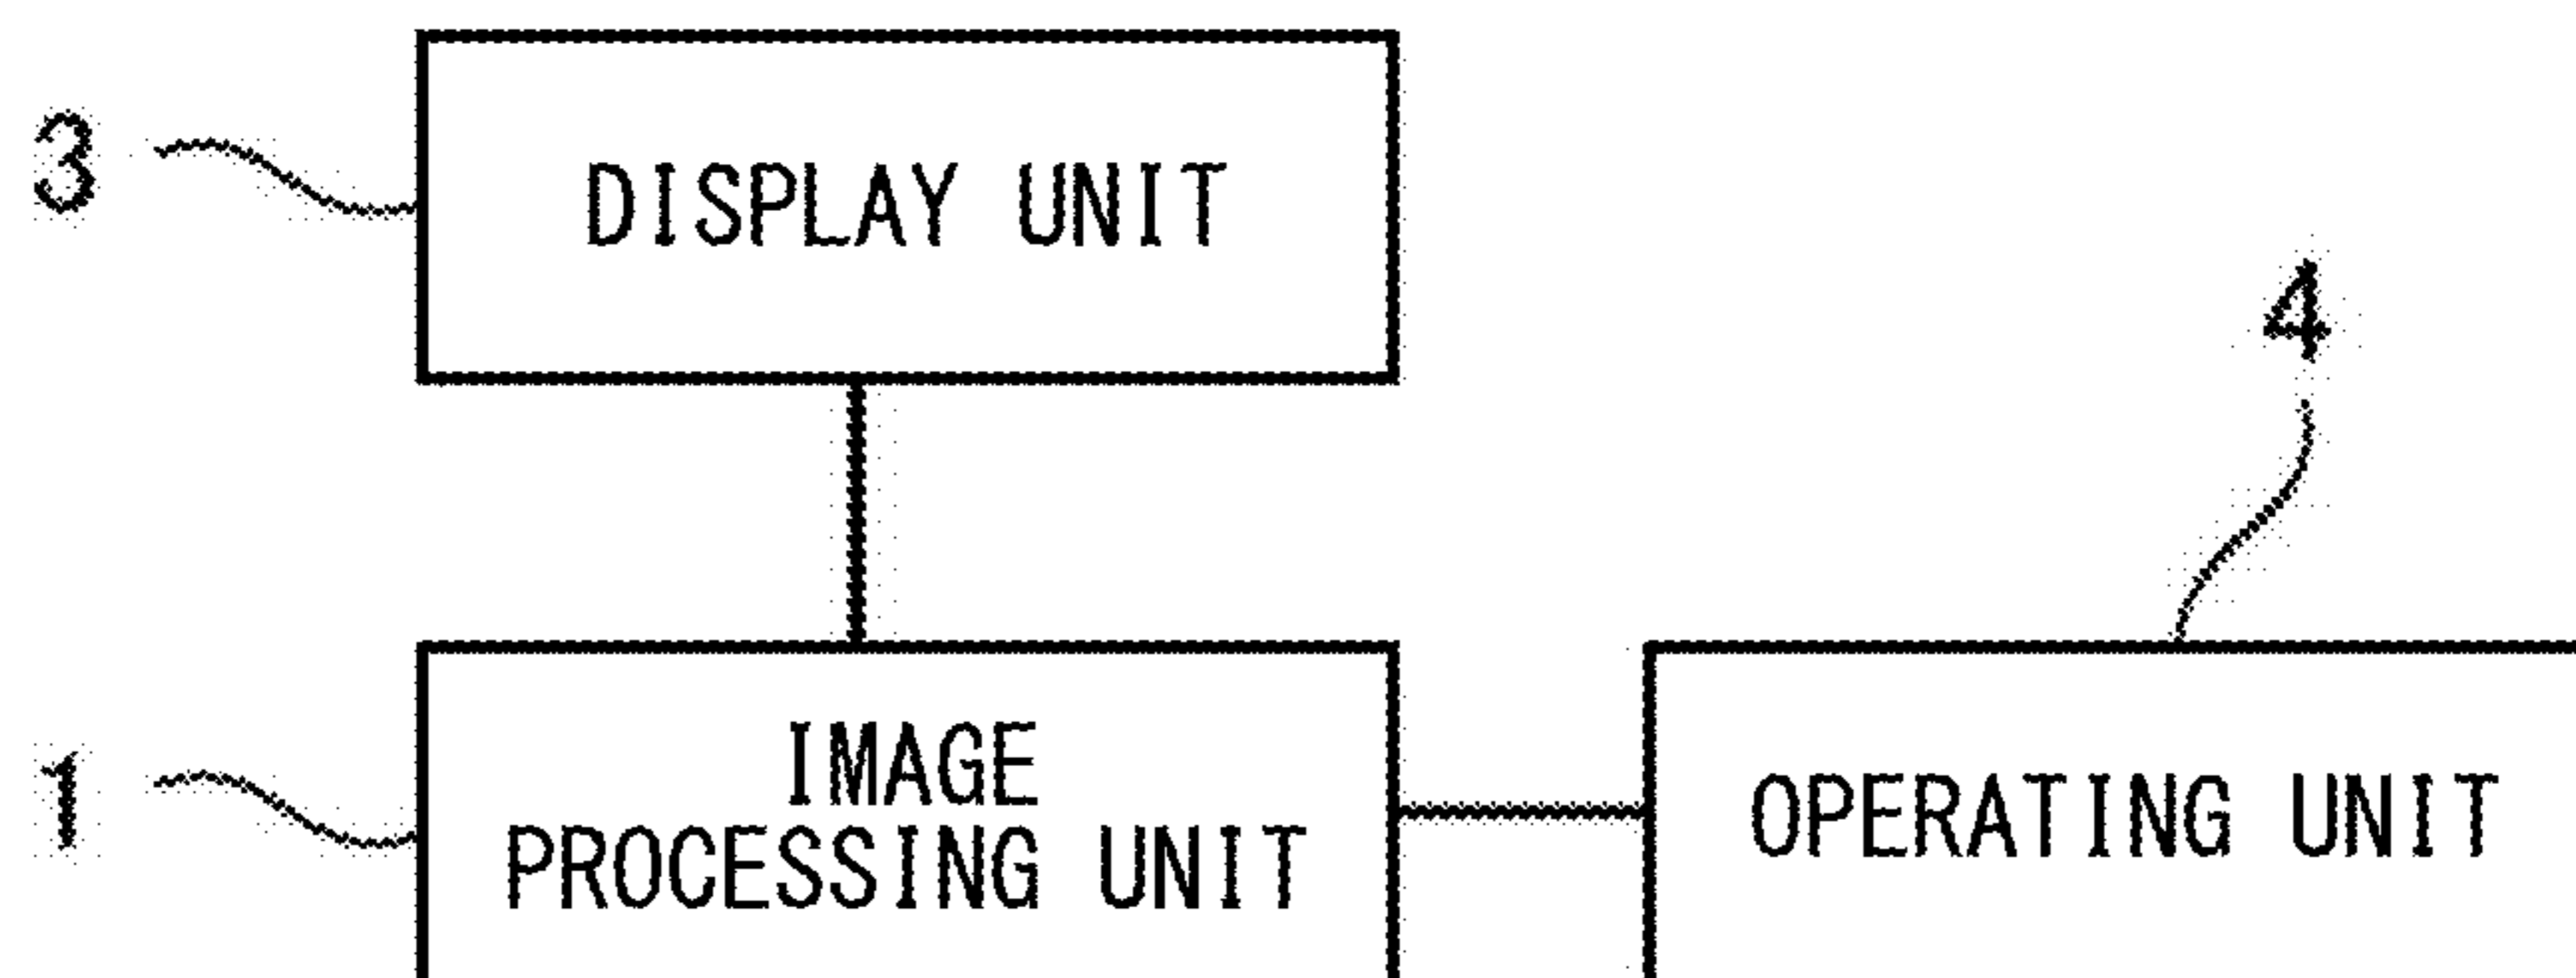 3
DISPLAY UNIT
4
1
IMAGE
PROCESSING UNIT
OPERATING UNIT